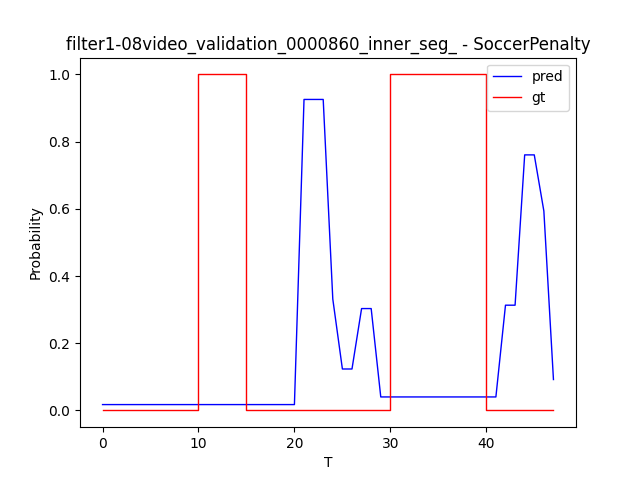 filter1-08video_validation_0000860_inner_seg_ - SoccerPenalty
pred
gt
1.0
0.8
0.6
0.4
0.2
0.0
Probability
0
10
20
30
40
T